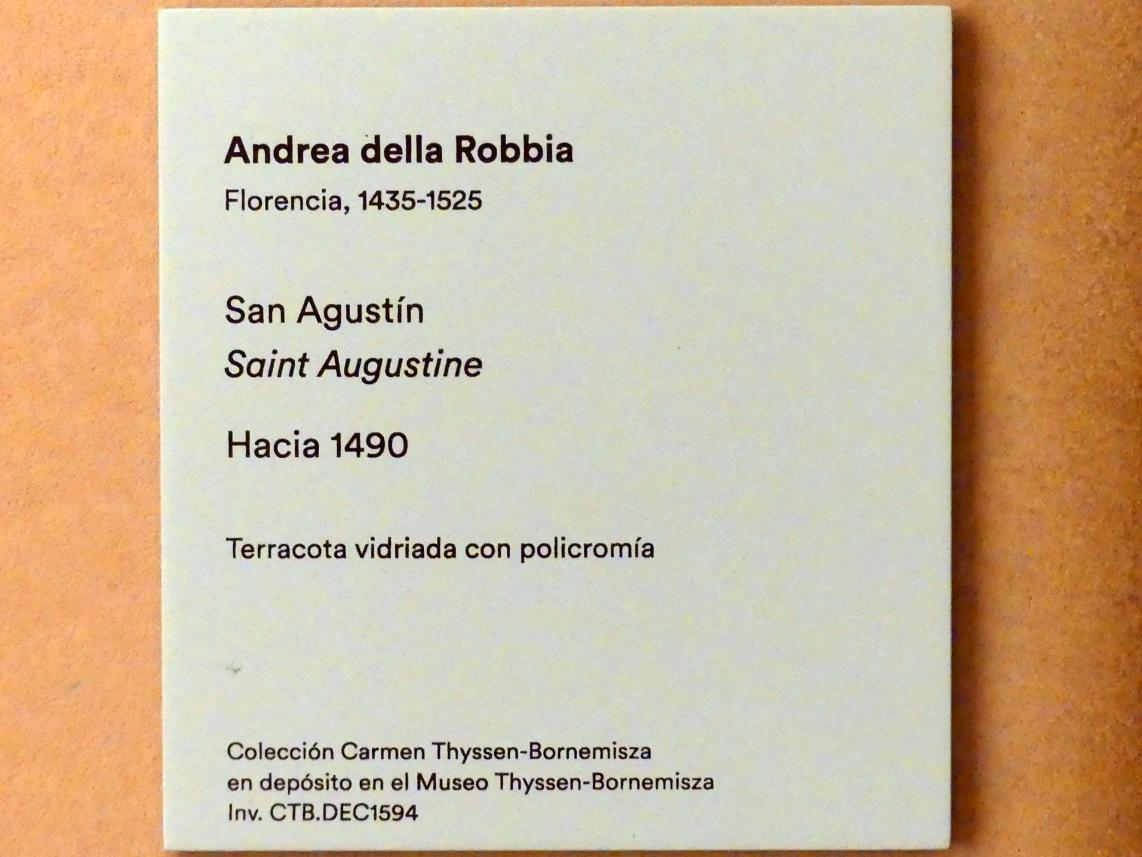 Andrea della Robbia
Florencia, 1435-1525
San Agustín
Saint Augustine
Hacia 1490
Terracota vidriada con policromía
Colección Carmen Thyssen-Bornemisza
en depósito en el Museo Thyssen-Bornemisza
Inv. CTB.DEC1594